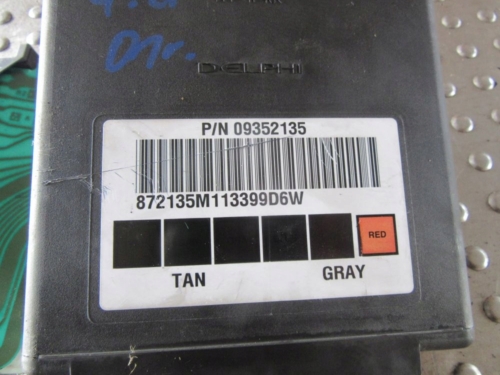 DELPHI
P/N 09352135
872135M113399D6W
RED
TAN GRAY